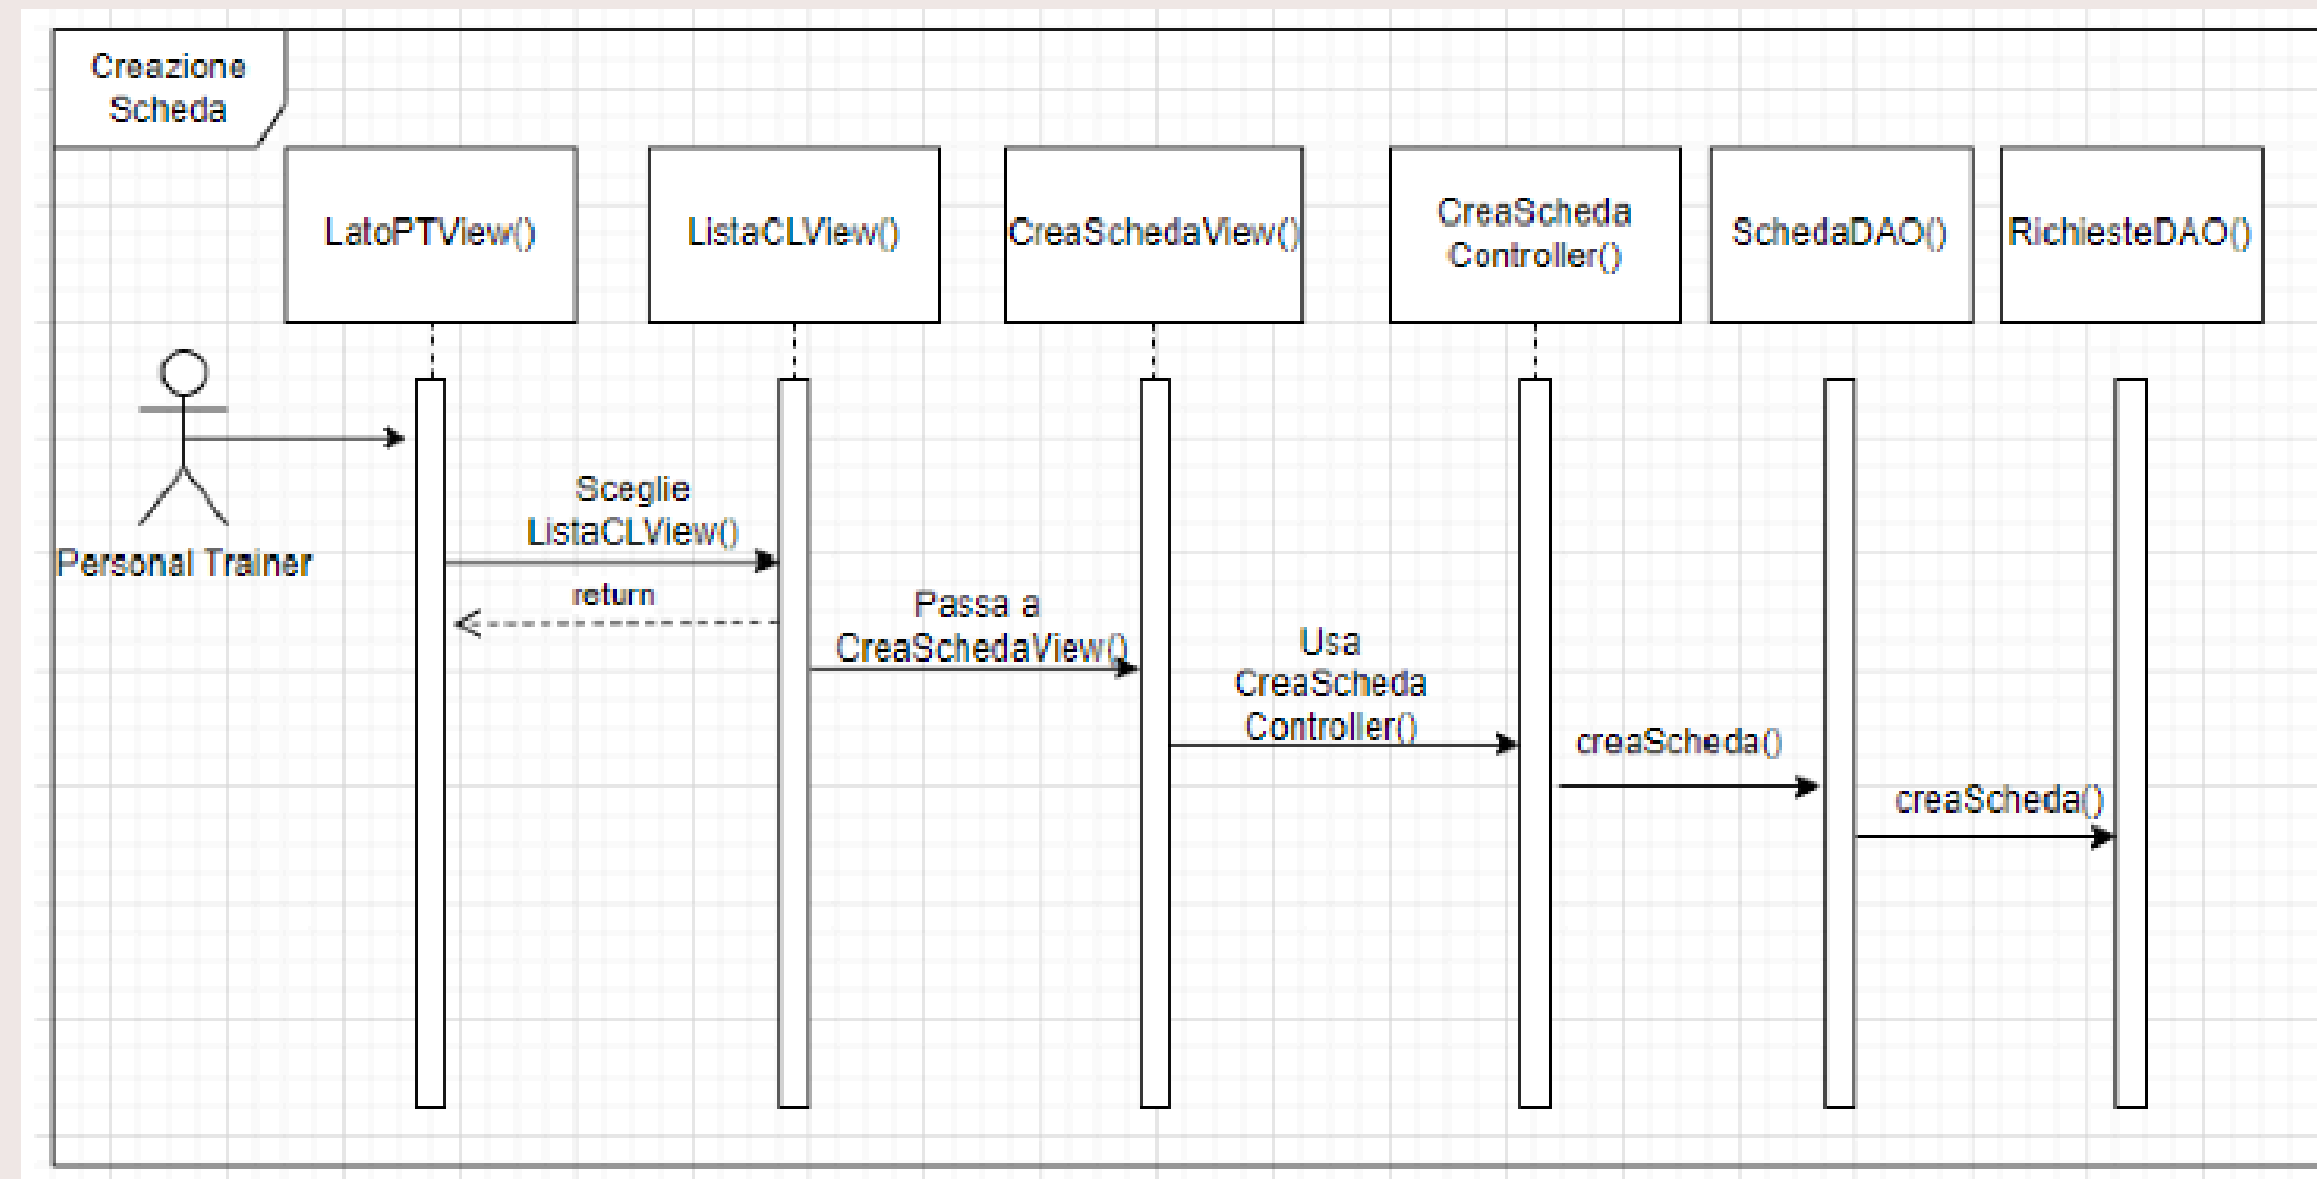 Creazione
Scheda
LatoPTView()
ListaCLView()
CreaSchedaView()
CreaScheda
Controller()
SchedaDAO()
RichiesteDAO()
Personal Trainer
Sceglie
ListaCLView()
return
Passa a
CreaSchedaView()
Usa
CreaScheda
Controller()
creaScheda()
creaScheda()